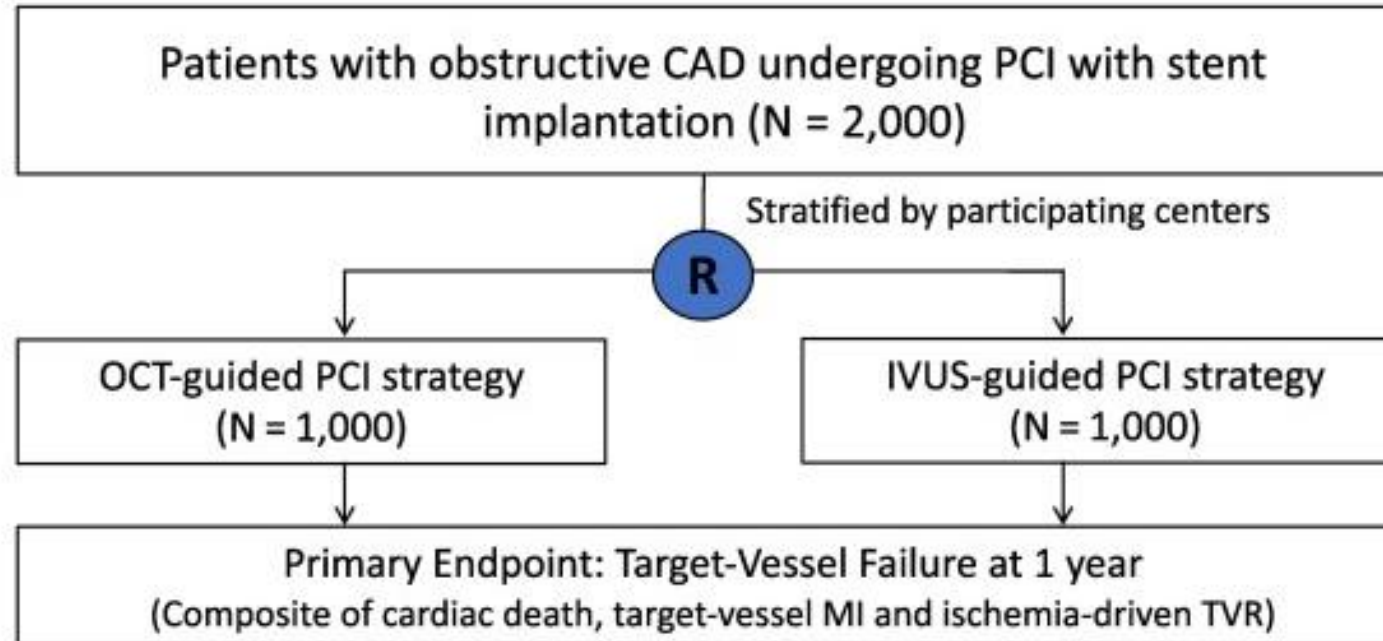 Patients with obstructive CAD undergoing PCI with stent
implantation (N = 2,000)
Stratified by participating centers
R
OCT-guided PCI strategy
(N = 1,000)
IVUS-guided PCI strategy
(N = 1,000)
Primary Endpoint: Target-Vessel Failure at 1 year
(Composite of cardiac death, target-vessel MI and ischemia-driven TVR)